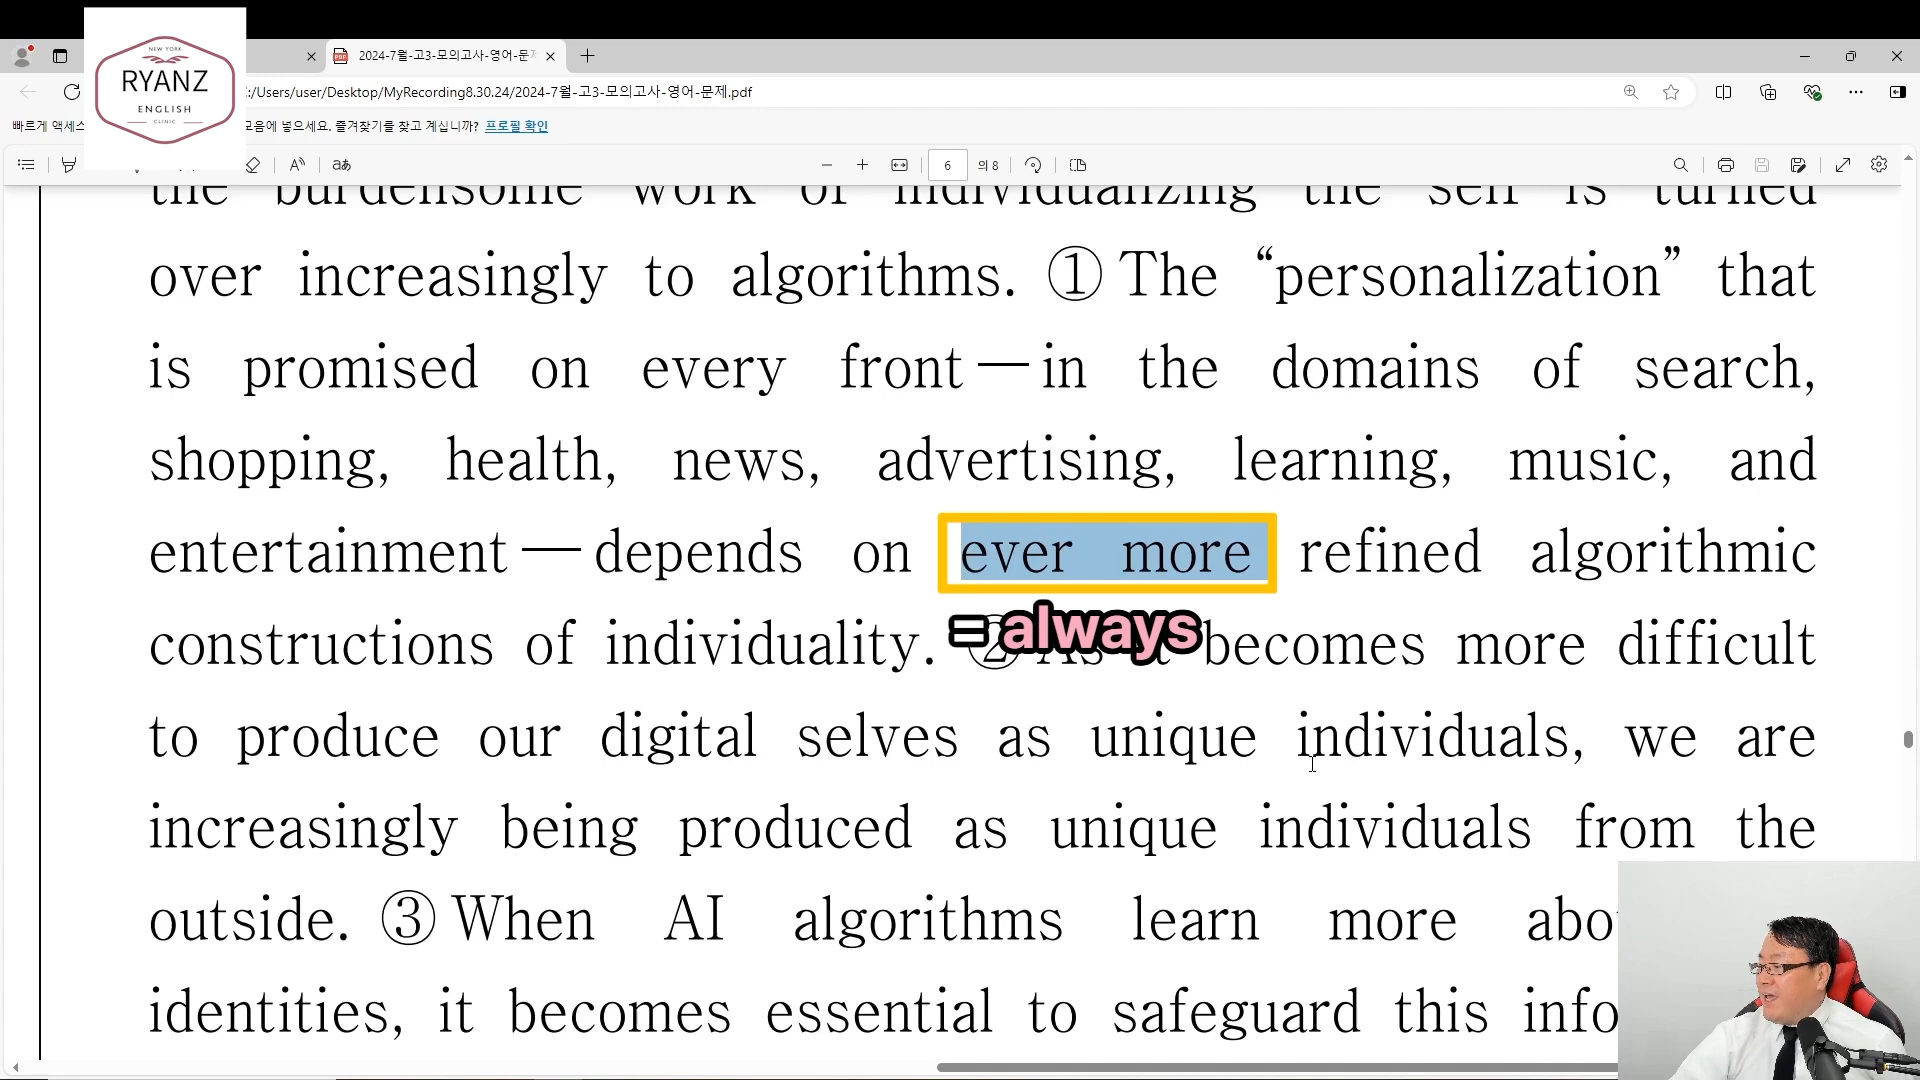 NEW YORK
RYANZ
ENGLISH
CLINIC
2024-7월-고3-모의고사-영어-문
:/Users/user/Desktop/MyRecording8.30.24/2024-7월-고3-모의고사-영어-문제.pdf
빠르게 액세스
모음에 넣으세요. 즐겨찾기를 찾고 계십니까? 프로필 확인
6 의 8
the burdensome work of individualizing the self is turned
over increasingly to algorithms. ① The “personalization” that
is promised on every front — in the domains of search,
shopping, health, news, advertising, learning, music, and
entertainment — depends on ever more refined algorithmic
= always
constructions of individuality. ② As it becomes more difficult
to produce our digital selves as unique individuals, we are
increasingly being produced as unique individuals from the
outside. ③ When AI algorithms learn more abo
identities, it becomes essential to safeguard this info